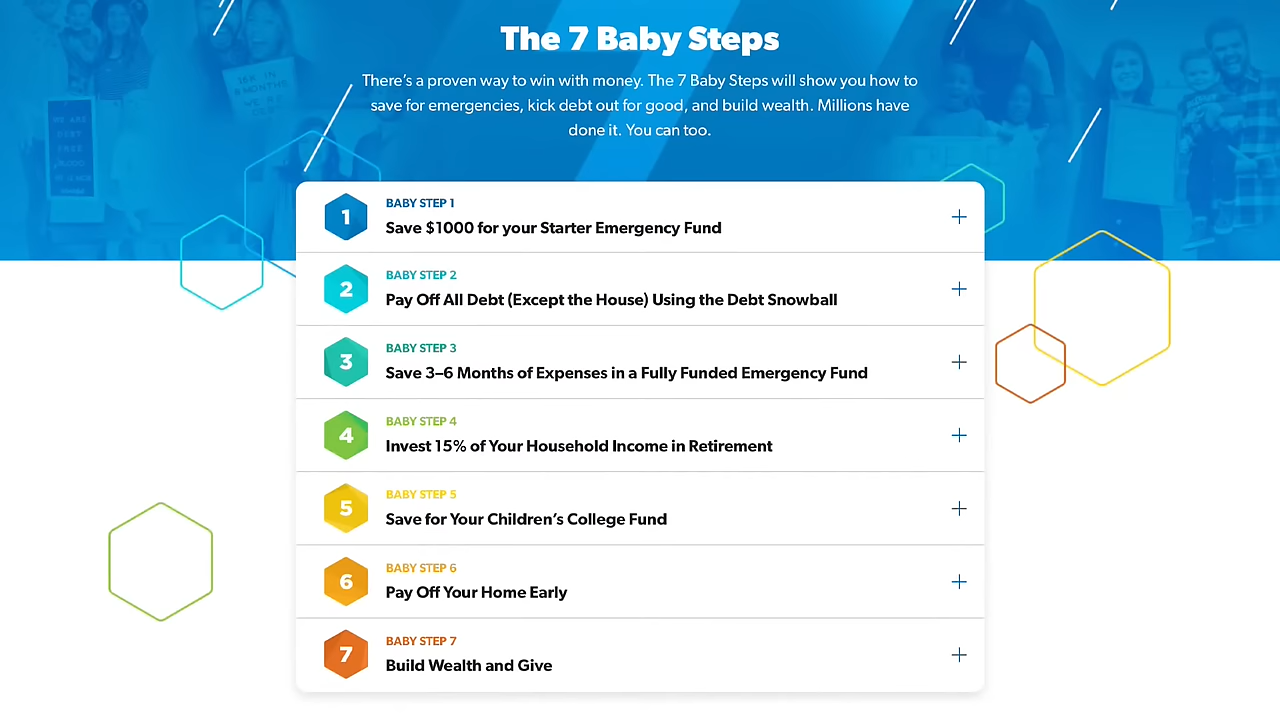 The 7 Baby Steps
There's a proven way to win with money. The 7 Baby Steps will show you how to
save for emergencies, kick debt out for good, and build wealth. Millions have
done it. You can too.
1
BABY STEP 1
Save $1000 for your Starter Emergency Fund
2
BABY STEP 2
Pay Off All Debt (Except the House) Using the Debt Snowball
3
BABY STEP 3
Save 3–6 Months of Expenses in a Fully Funded Emergency Fund
4
BABY STEP 4
Invest 15% of Your Household Income in Retirement
5
BABY STEP 5
Save for Your Children's College Fund
6
BABY STEP 6
Pay Off Your Home Early
7
BABY STEP 7
Build Wealth and Give
WE ARE
DEBT
FREE